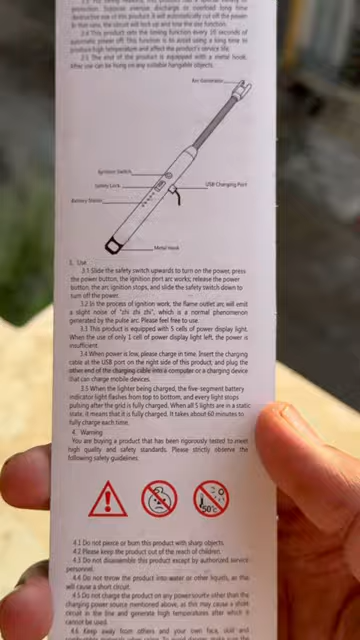 protection. Suppose overrun, discharge or overload long time
destructive use of this product it will automatically cut off the power
2.4 This product sets the timing function every 10 seconds of
automatic power off. This function is to avoid using a long time to
produce high temperature and affect the product's service life.
2.5 The end of the product is equipped with a metal hook.
After use can be hung on any suitable hangable objects.
Arc Generator
Ignition Switch
Safety Lock
USB Charging Port
Battery Status
Metal Hook
3. Use
3.1 Slide the safety switch upwards to turn on the power, press
the power button, the ignition port arc works; release the power
button, the arc ignition stops, and slide the safety switch down to
turn off the power.
3.2 In the process of ignition work, the flame outlet arc will emit
a slight noise of "chi chi chi", which is a normal phenomenon
generated by the pulse arc. Please feel free to use.
3.3 This product is equipped with 5 cells of power display light.
When the use of only 1 cell of power display light left, the power is
insufficient.
3.4 When power is low, please charge in time. Insert the charging
cable at the USB port on the right side of this product; and plug the
other end of the charging cable into a computer or a charging device
that can charge mobile devices.
3.5 When the lighter being charged, the five-segment battery
indicator light flashes from top to bottom, and every light stops
pulsing after the grid is fully charged. When all 5 lights are in a static
state, it means that it is fully charged. It takes about 60 minutes to
fully charge each time.
4. Warning
You are buying a product that has been rigorously tested to meet
high quality and safety standards. Please strictly observe the
following safety guidelines.
50°C
4.1 Do not pierce or burn this product with sharp objects.
4.2 Please keep the product out of the reach of children.
4.3 Do not disassemble this product except by authorized service
personnel.
4.4 Do not throw the product into water or other liquids, as this
will cause a short circuit.
4.5 Do not charge the product on any power source other than the
charging power source mentioned above, as this may cause a short
circuit in the line and generate high temperatures after which it
cannot be used.
4.6 Keep away from others and your own face, skin and